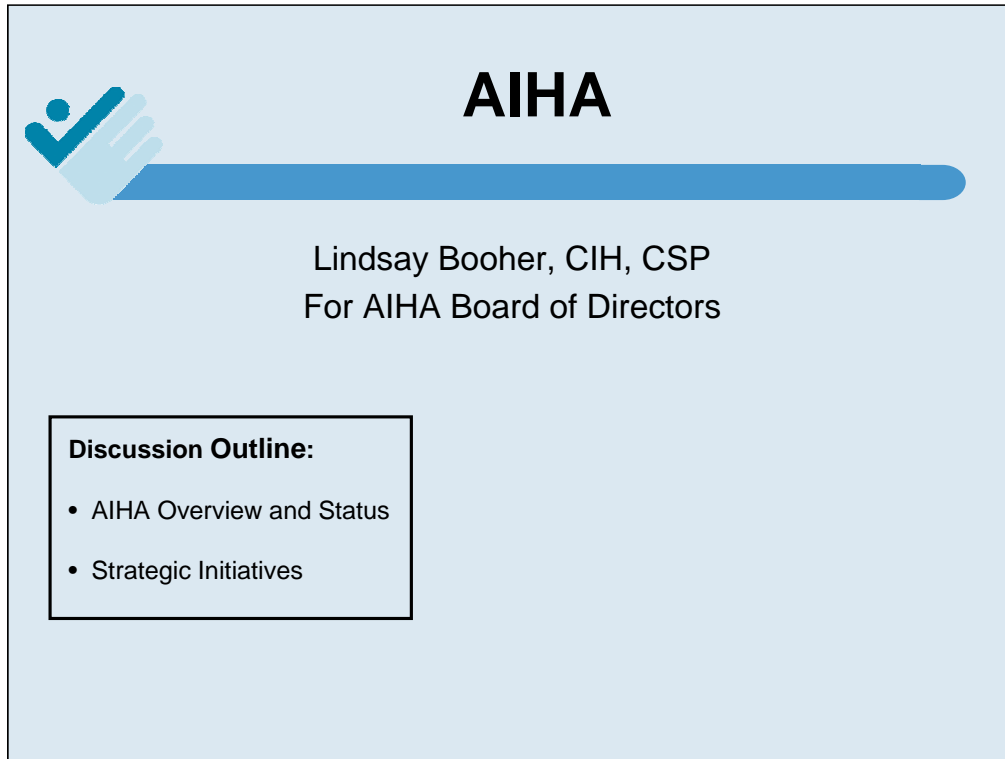 AIHA
Lindsay Booher, CIH, CSP
For AIHA Board of Directors
Discussion Outline:
• AIHA Overview and Status
• Strategic Initiatives